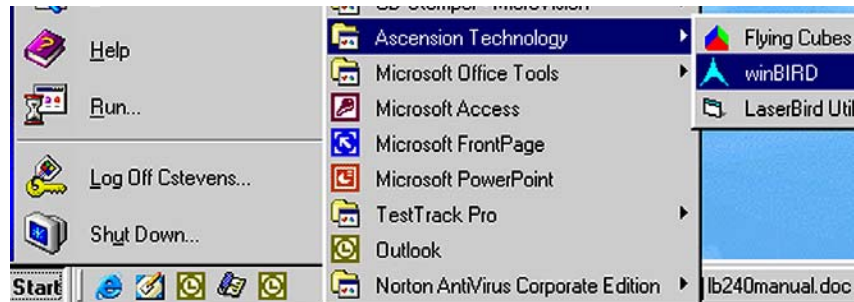 Help
Run...
Log Off Cstevens...
Shut Down...
Start
Ascension Technology
Microsoft Office Tools
Microsoft Access
Microsoft FrontPage
Microsoft PowerPoint
TestTrack Pro
Outlook
Norton AntiVirus Corporate Edition
Flying Cubes
winBIRD
LaserBird Util
lb240manual.doc